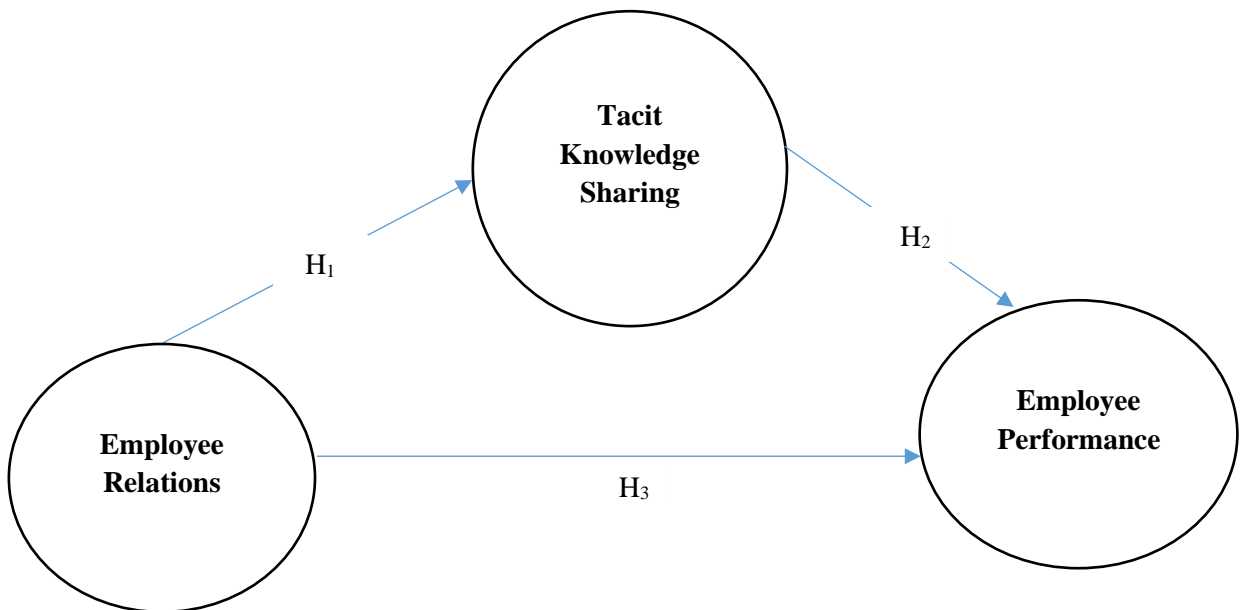 Tacit
Knowledge
Sharing
H₂
H₁
Employee
Performance
Employee
Relations
H₃